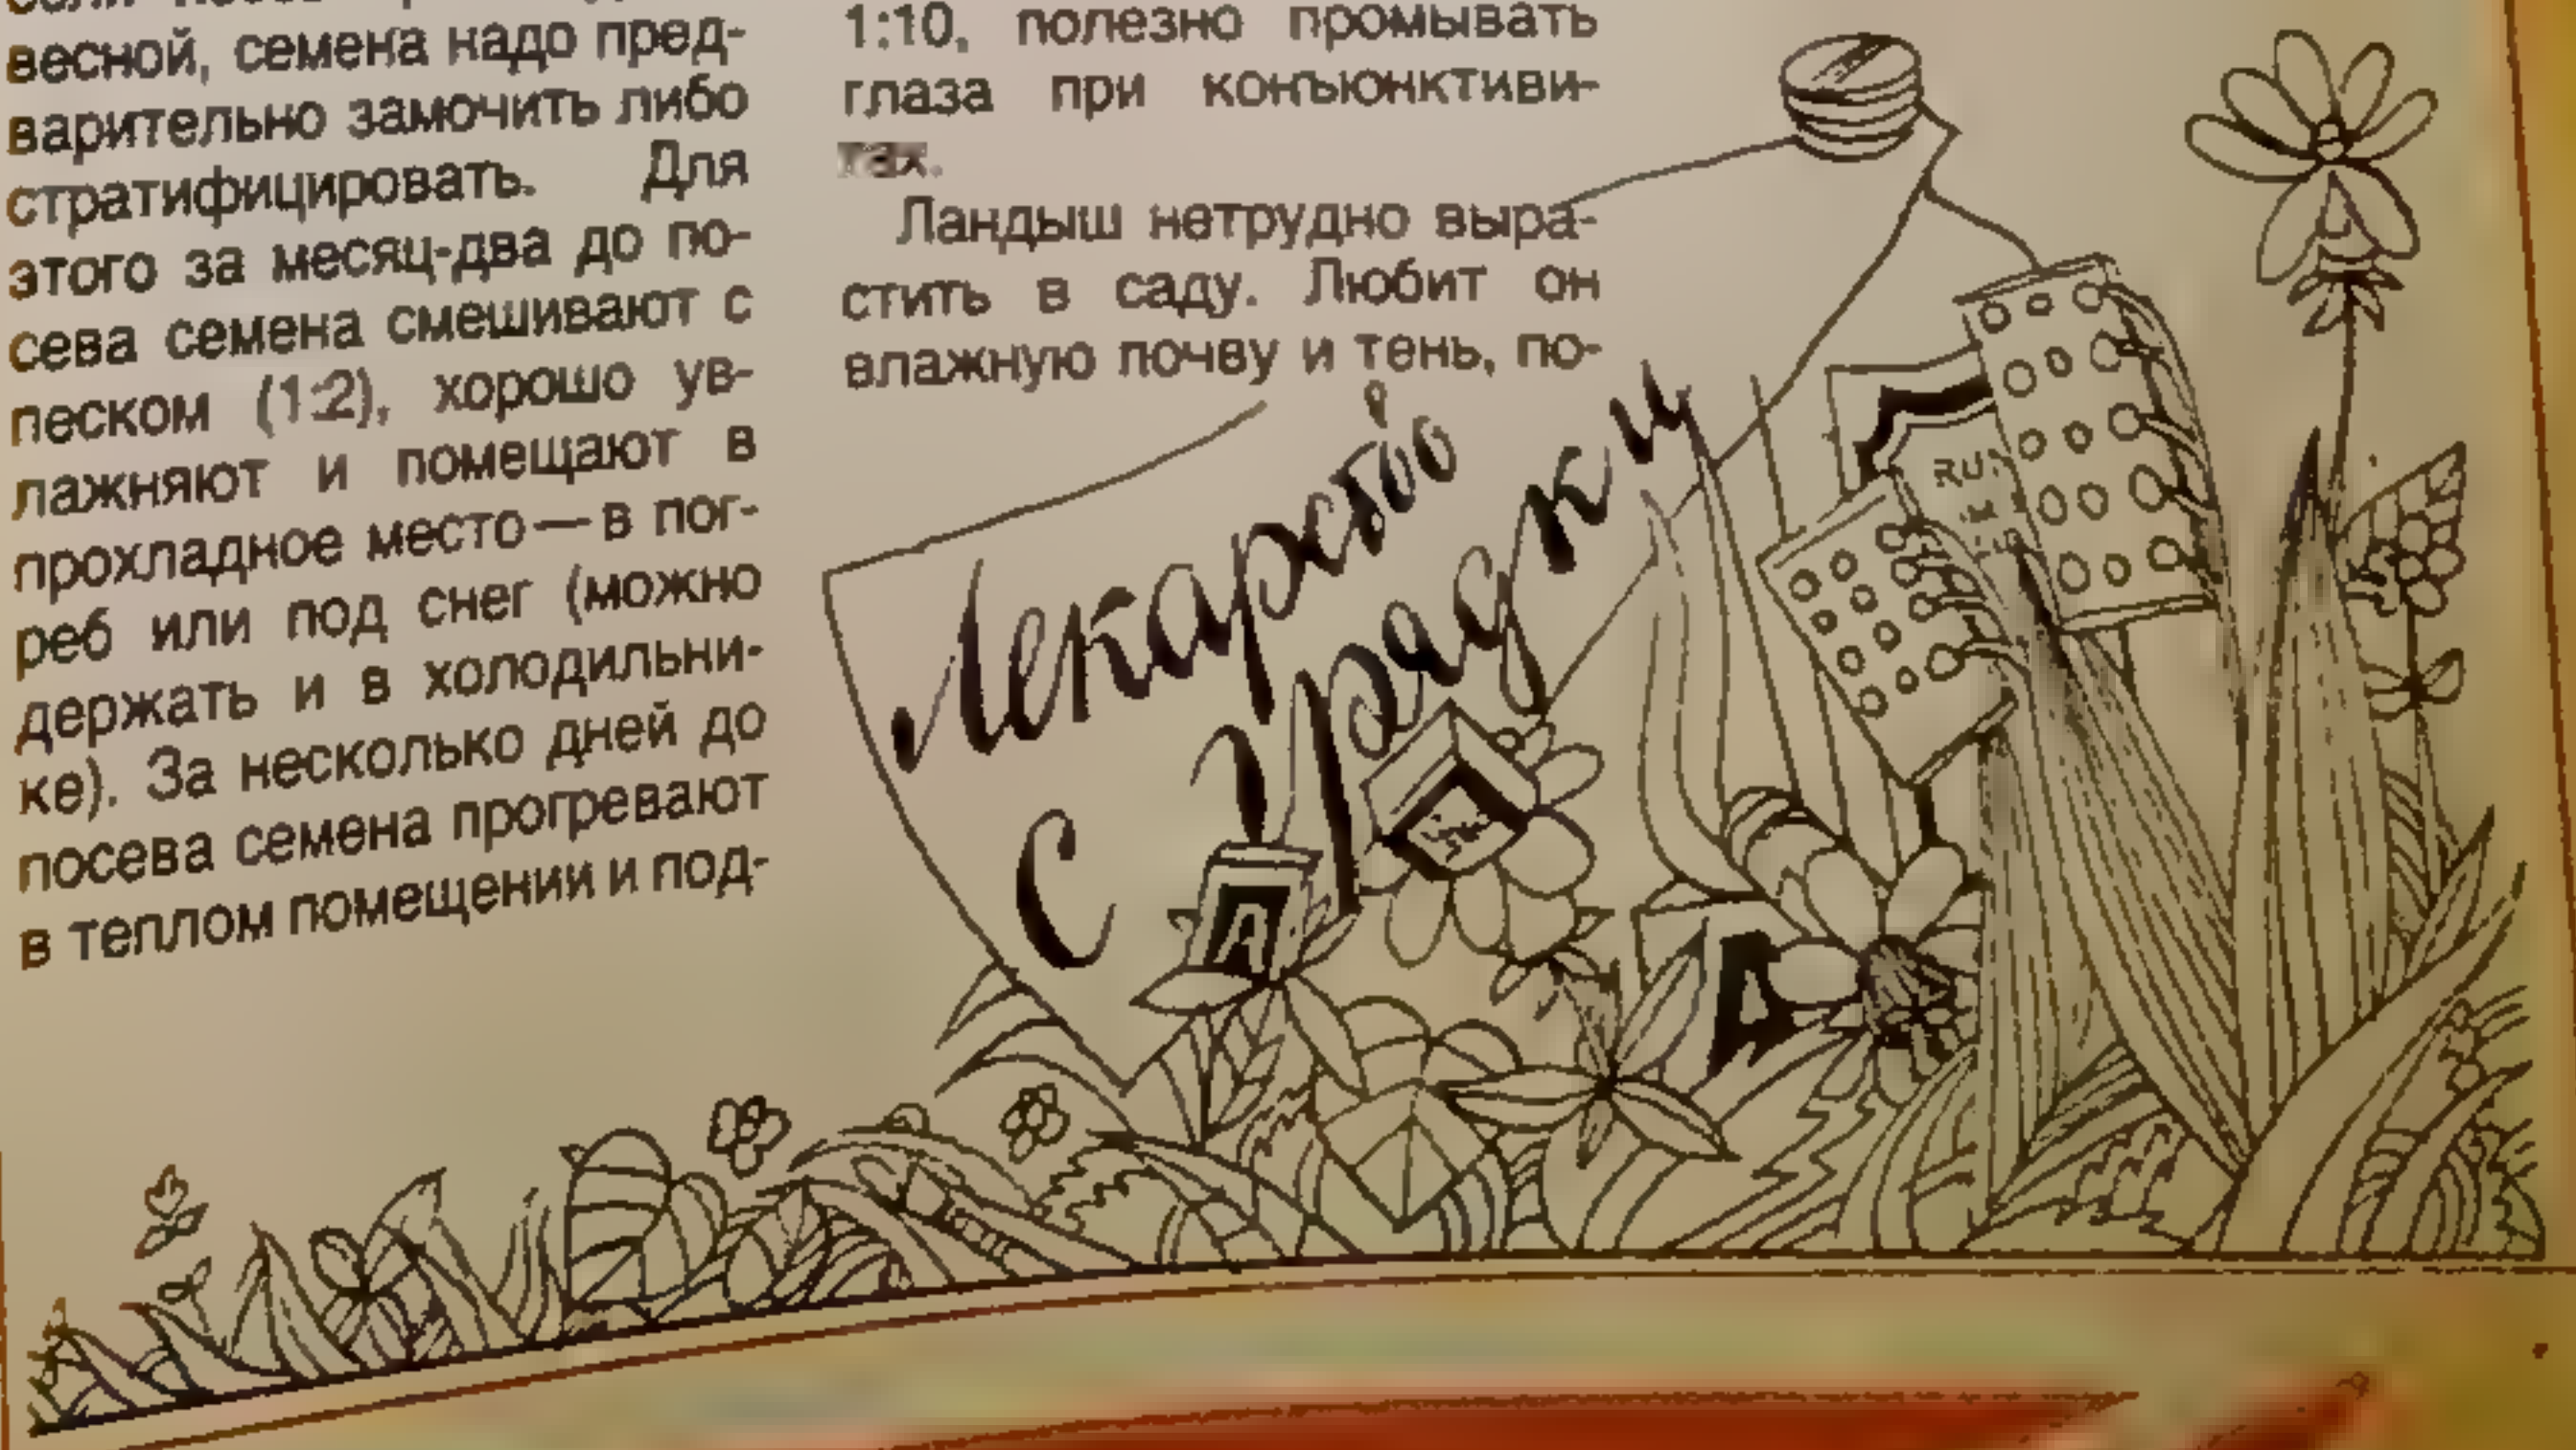 весной, семена надо пред-
варительно замочить либо
стратифицировать. Для
этого за месяц-два до по-
сева семена смешивают с
песком (1:2), хорошо ув-
лажняют и помещают в
прохладное место — в пог-
реб или под снег (можно
держать и в холодильни-
ке). За несколько дней до
посева семена прогревают
в теплом помещении и под-
1:10, полезно промывать
глаза при конъюнктиви-
тах.
Ландыш нетрудно выра-
стить в саду. Любит он
влажную почву и тень, по-
Лекарство
с грядки
RU
А